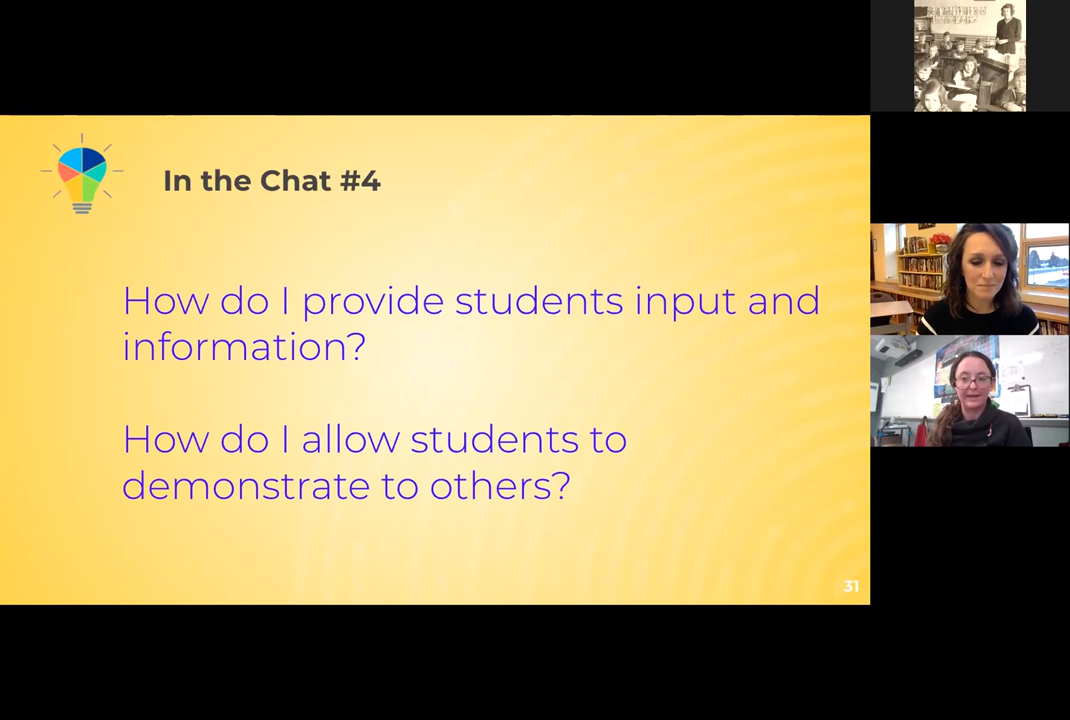 In the Chat #4
How do I provide students input and
information?
How do I allow students to
demonstrate to others?
31